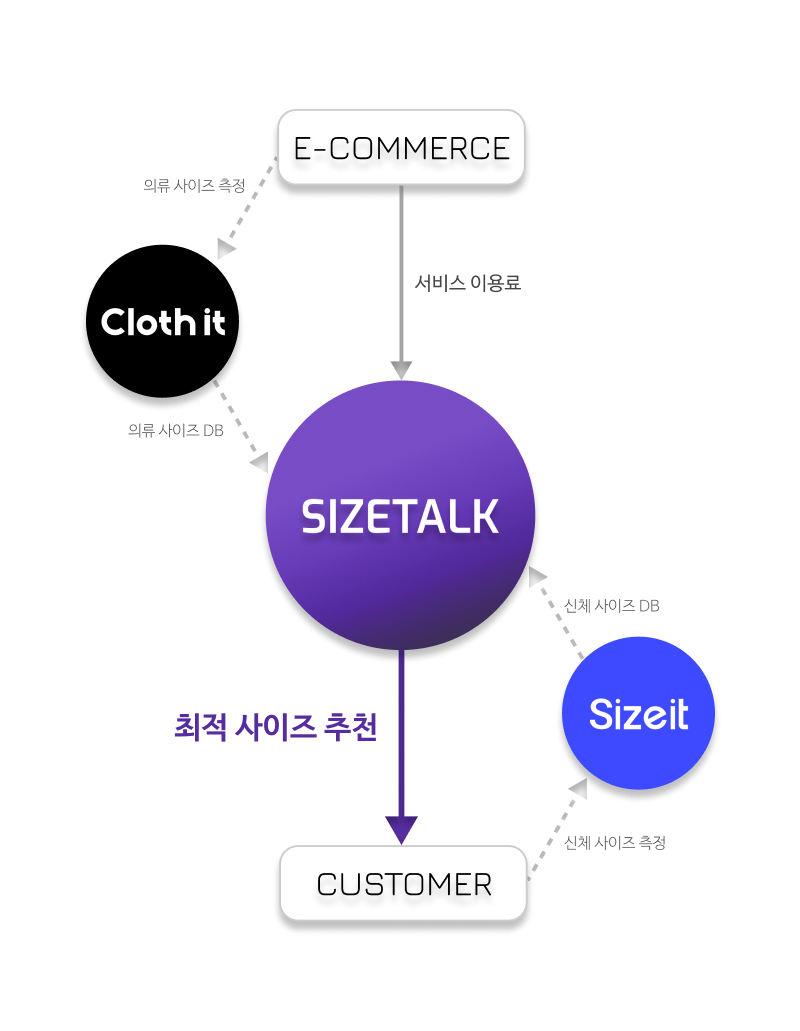 E-COMMERCE
의류 사이즈 측정
서비스 이용료
Cloth it
의류 사이즈 DB
SIZETALK
신체 사이즈 DB
Sizeit
최적 사이즈 추천
신체 사이즈 측정
CUSTOMER